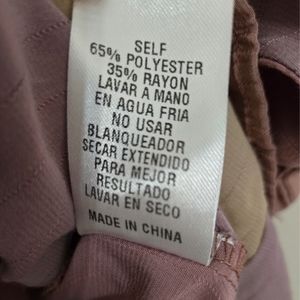 SELF
65% POLYESTER
35% RAYON
LAVAR A MANO
EN AGUA FRIA
NO USAR
BLANQUEADOR
SECAR EXTENDIDO
PARA MEJOR
RESULTADO
LAVAR EN SECO
MADE IN CHINA